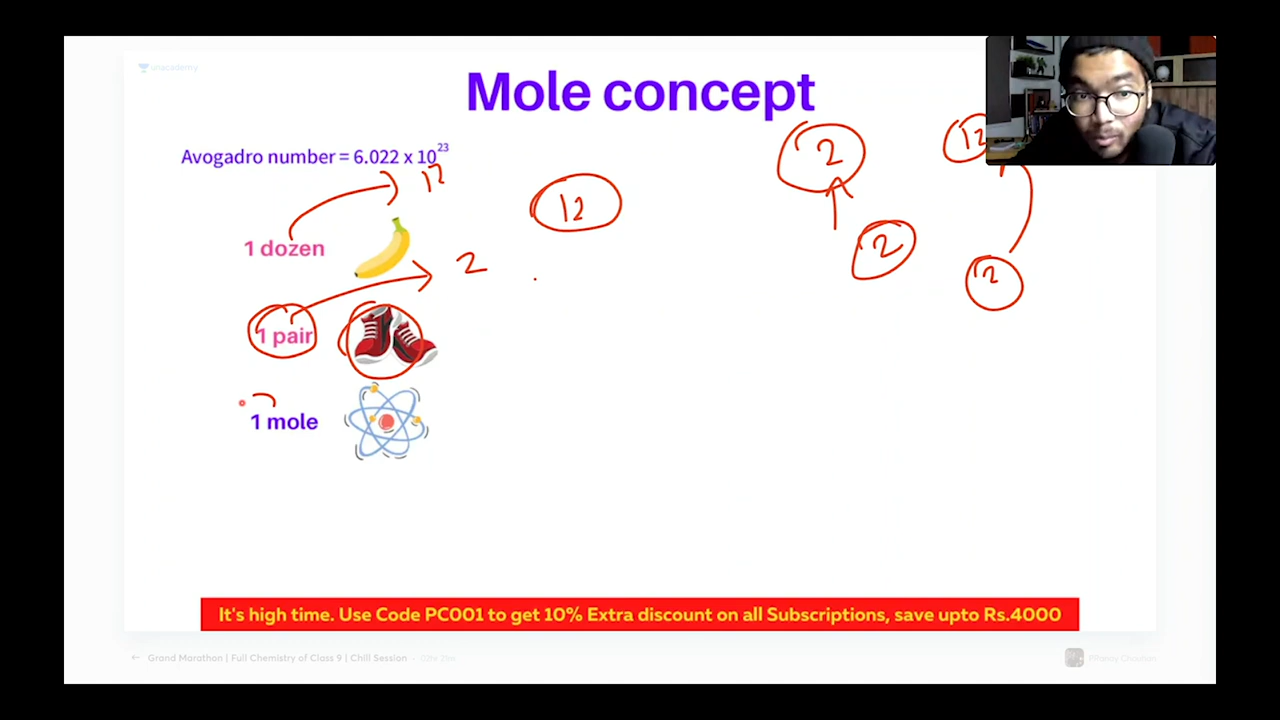 unacademy
Mole concept
Avogadro number = 6.022 x 10²³
12
2
12
12
1 dozen
2
2
12
1 pair
1 mole
It's high time. Use Code PC001 to get 10% Extra discount on all Subscriptions, save upto Rs.4000
← Grand Marathon | Full Chemistry of Class 9 | Chill Session